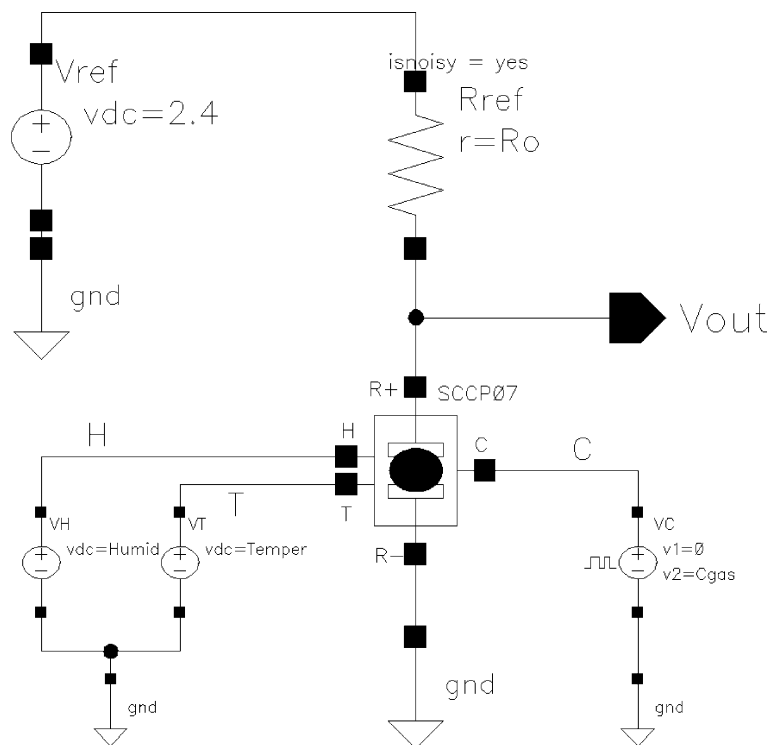 isnoisy = yes
Vref
vdc=2.4
Rref
r=Ro
gnd
Vout
R+
SCCP07
H
H
C
C
T
T
VH
vdc=Humid
VT
vdc=Temper
R-
VC
v1=0
v2=Cgas
gnd
gnd
gnd